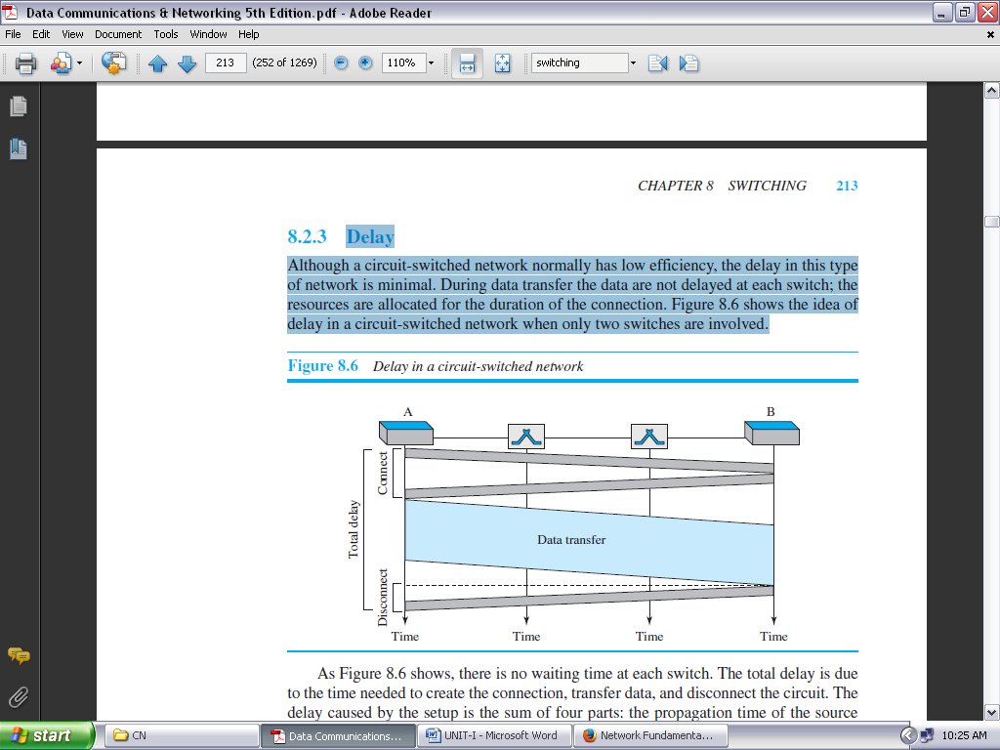 Data Communications & Networking 5th Edition.pdf - Adobe Reader
File Edit View Document Tools Window Help
213 (252 of 1269) 110% switching
CHAPTER 8 SWITCHING 213
8.2.3 Delay
Although a circuit-switched network normally has low efficiency, the delay in this type
of network is minimal. During data transfer the data are not delayed at each switch; the
resources are allocated for the duration of the connection. Figure 8.6 shows the idea of
delay in a circuit-switched network when only two switches are involved.
Figure 8.6 Delay in a circuit-switched network
A B
Connect
Total delay
Data transfer
Disconnect
Time Time Time Time
As Figure 8.6 shows, there is no waiting time at each switch. The total delay is due
to the time needed to create the connection, transfer data, and disconnect the circuit. The
delay caused by the setup is the sum of four parts: the propagation time of the source
start CN Data Communications... UNIT-I - Microsoft Word Network Fundamenta... 10:25 AM